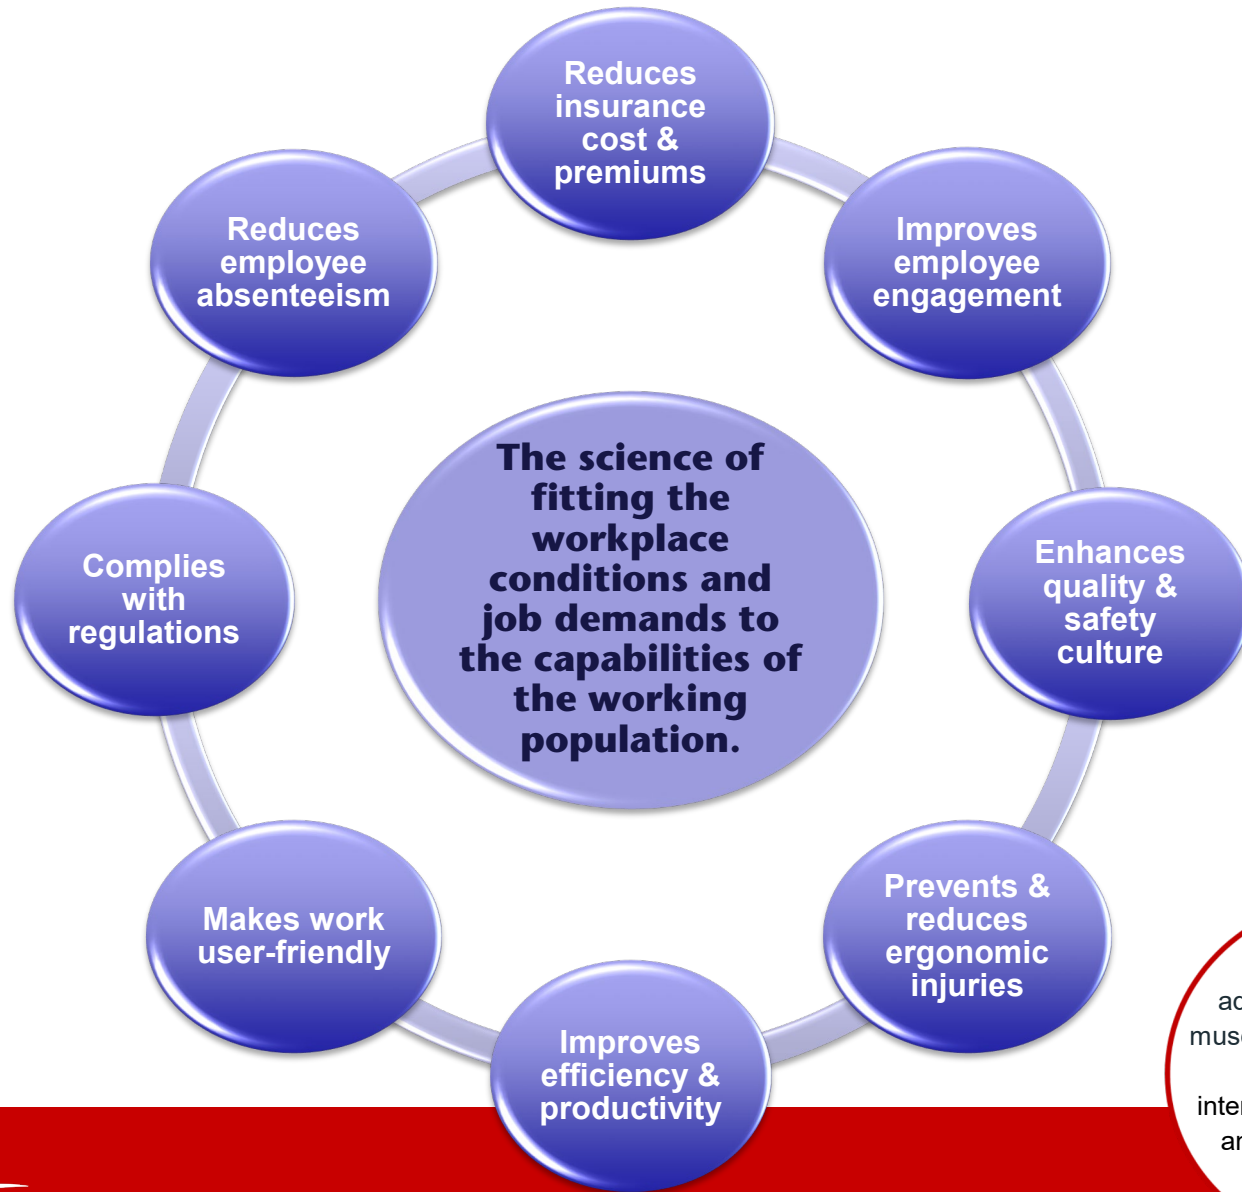 Reduces
insurance
cost &
premiums
Improves
employee
engagement
Enhances
quality &
safety
culture
Prevents &
reduces
ergonomic
injuries
Improves
efficiency &
productivity
Makes work
user-friendly
Complies
with
regulations
Reduces
employee
absenteeism
The science of
fitting the
workplace
conditions and
job demands to
the capabilities of
the working
population.